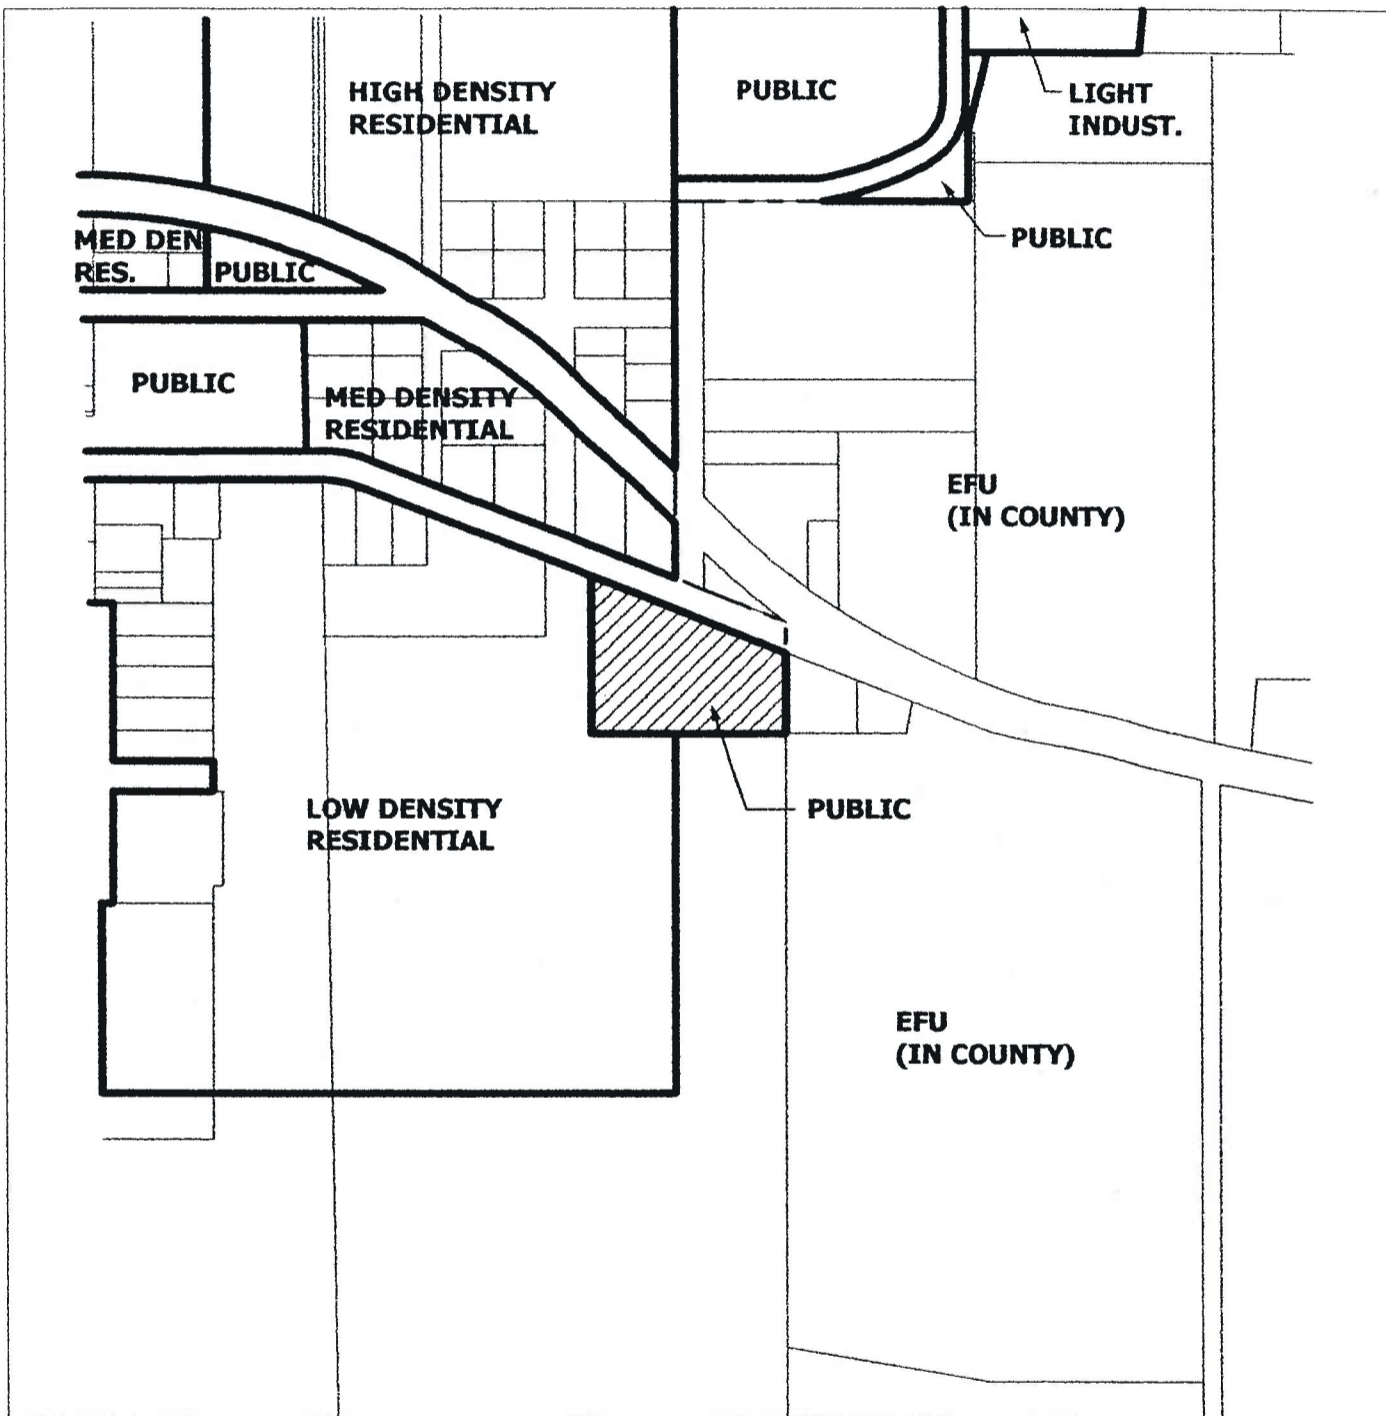 HIGH DENSITY
RESIDENTIAL
PUBLIC
LIGHT
INDUST.
PUBLIC
MED DEN
RES.
PUBLIC
PUBLIC
MED DENSITY
RESIDENTIAL
EFU
(IN COUNTY)
LOW DENSITY
RESIDENTIAL
PUBLIC
EFU
(IN COUNTY)